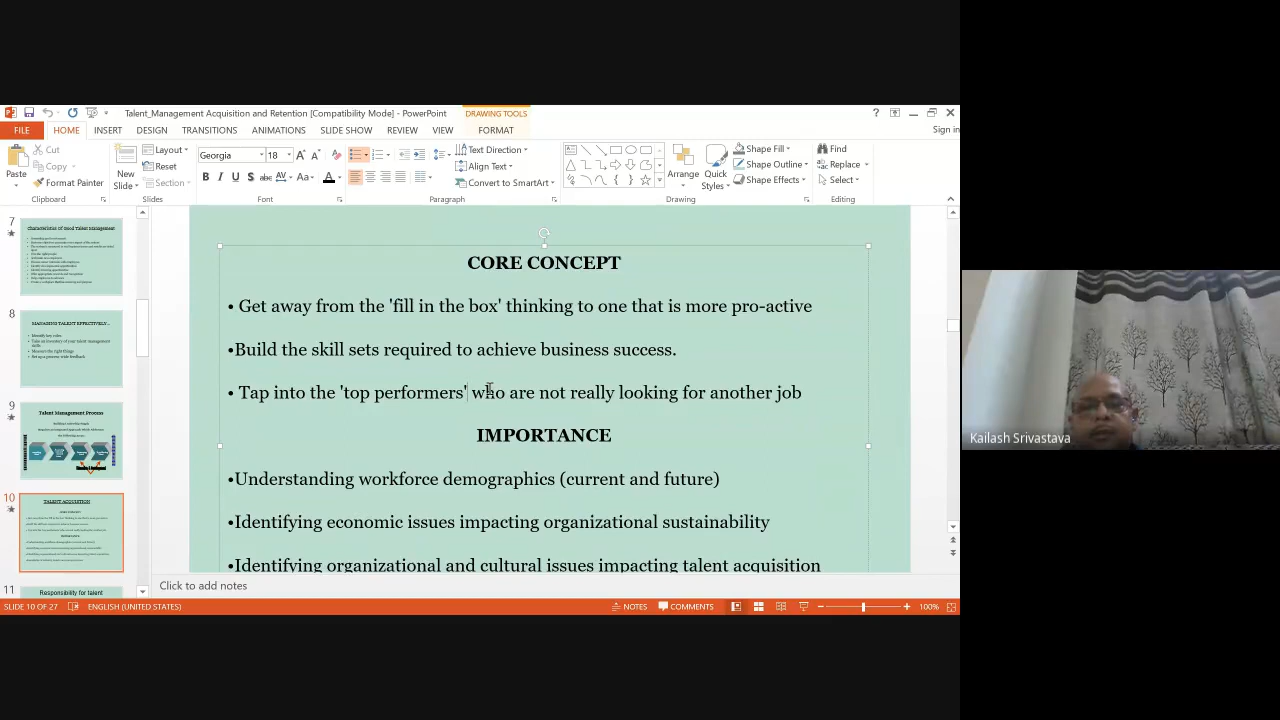 Talent_Management Acquisition and Retention [Compatibility Mode] - PowerPoint
DRAWING TOOLS
FILE HOME INSERT DESIGN TRANSITIONS ANIMATIONS SLIDE SHOW REVIEW VIEW FORMAT
Sign in
Paste
Cut
Copy
Format Painter
Clipboard
New Slide
Layout
Reset
Section
Slides
Georgia 18
Font
Text Direction
Align Text
Convert to SmartArt
Paragraph
Arrange
Quick Styles
Shape Fill
Shape Outline
Shape Effects
Drawing
Find
Replace
Select
Editing
7
Characteristics Of Good Talent Management
8
MANAGING TALENT EFFECTIVELY...
• Identify key roles
• Take an inventory of your talent management skills
• Measure the right things
• Set up a process wide feedback
9
Talent Management Process
10
TALENT ACQUISITION
11
Responsibility for talent
ORE CONCEPT
• Get away from the 'fill in the box' thinking to one that is more pro-active
•Build the skill sets required to achieve business success.
• Tap into the 'top performers' who are not really looking for another job
IMPORTANCE
•Understanding workforce demographics (current and future)
•Identifying economic issues impacting organizational sustainability
•Identifying organizational and cultural issues impacting talent acquisition
Click to add notes
SLIDE 10 OF 27
ENGLISH (UNITED STATES)
NOTES
COMMENTS
100%
Kailash Srivastava